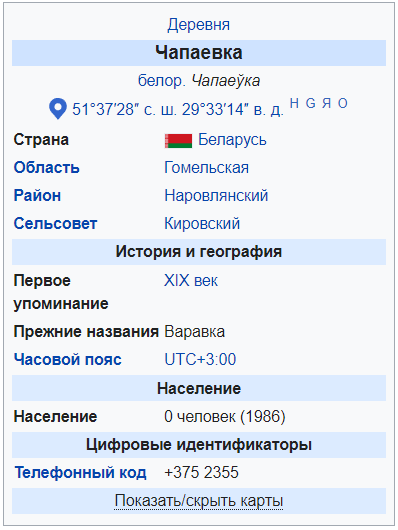 Деревня
Чапаевка
белор. Чапаеўка
51°37′28″ с. ш. 29°33′14″ в. д. H G Я O
Страна Беларусь
Область Гомельская
Район Наровлянский
Сельсовет Кировский
История и география
Первое XIX век
упоминание
Прежние названия Варавка
Часовой пояс UTC+3:00
Население
Население 0 человек (1986)
Цифровые идентификаторы
Телефонный код +375 2355
Показать/скрыть карты